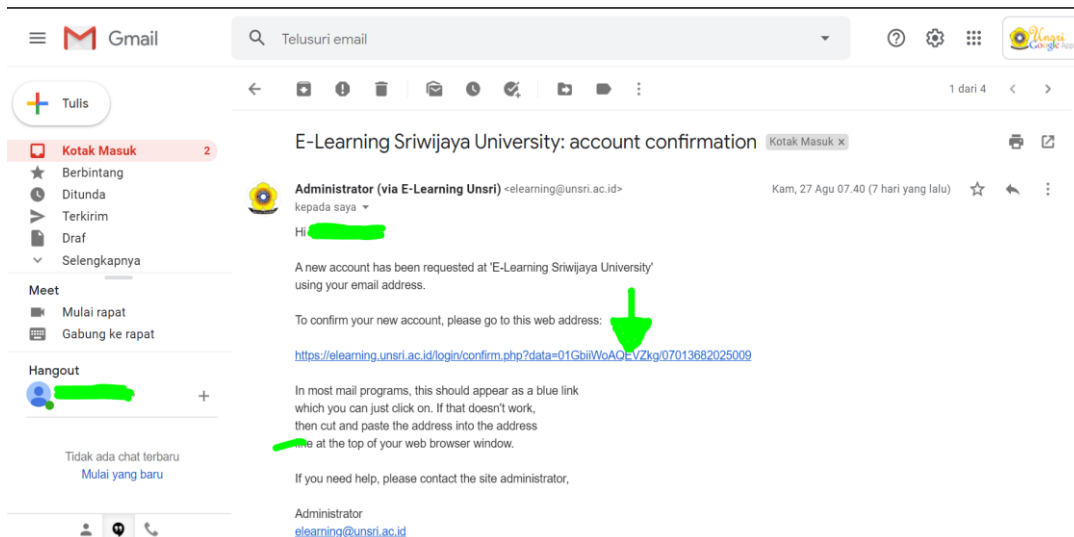 Gmail
Telusuri email
Unsri
Google App
Tulis
1 dari 4
Kotak Masuk 2
Berbintang
Ditunda
Terkirim
Draf
Selengkapnya
Meet
Mulai rapat
Gabung ke rapat
Hangout
Tidak ada chat terbaru
Mulai yang baru
E-Learning Sriwijaya University: account confirmation Kotak Masuk x
Administrator (via E-Learning Unsri) <elearning@unsri.ac.id> Kam, 27 Agu 07.40 (7 hari yang lalu)
kepada saya
Hi
A new account has been requested at 'E-Learning Sriwijaya University'
using your email address.
To confirm your new account, please go to this web address:
https://elearning.unsri.ac.id/login/confirm.php?data=01GbiiWoAQEVZkg/07013682025009
In most mail programs, this should appear as a blue link
which you can just click on. If that doesn't work,
then cut and paste the address into the address
at the top of your web browser window.
If you need help, please contact the site administrator,
Administrator
elearning@unsri.ac.id